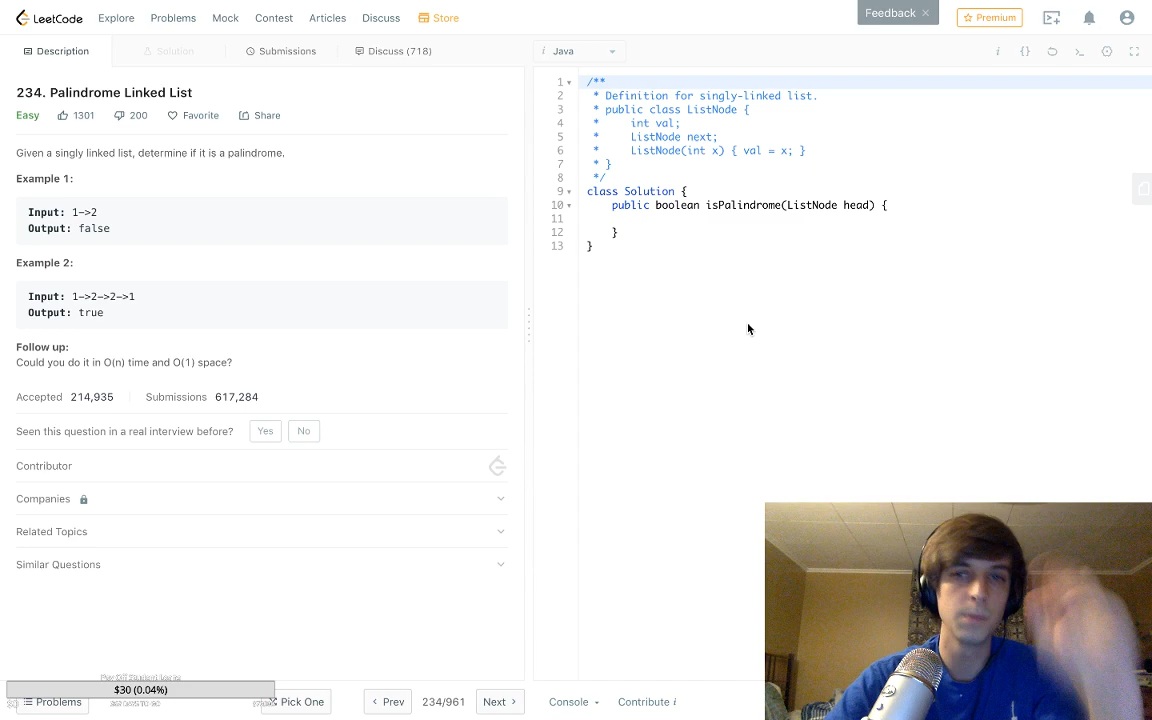 LeetCode Explore Problems Mock Contest Articles Discuss Store Feedback × Premium
Description Solution Submissions Discuss (718) i Java
234. Palindrome Linked List
Easy 1301 200 Favorite Share
Given a singly linked list, determine if it is a palindrome.
Example 1:
Input: 1->2
Output: false
Example 2:
Input: 1->2->2->1
Output: true
Follow up:
Could you do it in O(n) time and O(1) space?
Accepted 214,935 Submissions 617,284
Seen this question in a real interview before? Yes No
Contributor
Companies
Related Topics
Similar Questions
$30 (0.04%)
Problems Pick One < Prev 234/961 Next >
1 /**
2 * Definition for singly-linked list.
3 * public class ListNode {
4 * int val;
5 * ListNode next;
6 * ListNode(int x) { val = x; }
7 * }
8 */
9 class Solution {
10 public boolean isPalindrome(ListNode head) {
11
12 }
13 }
Console Contribute i